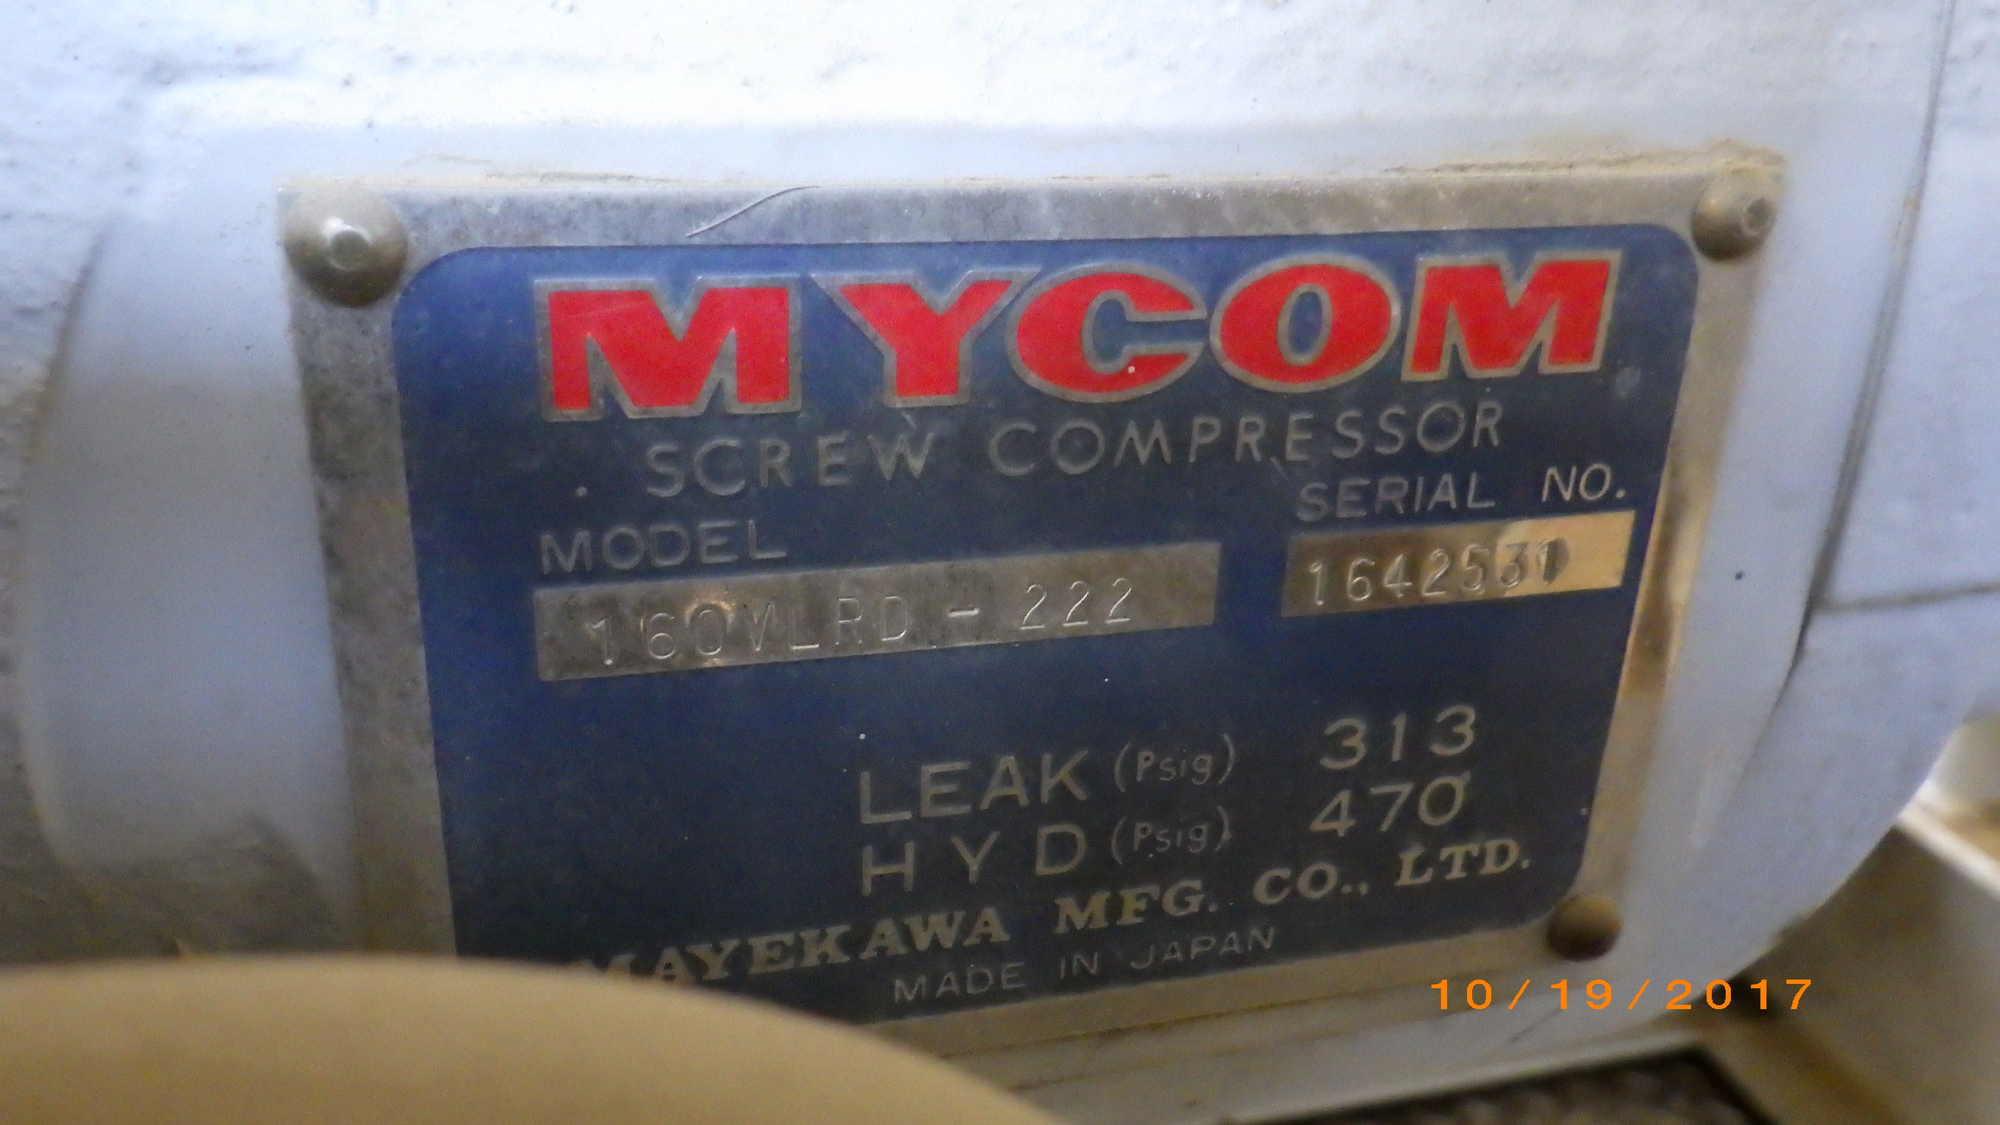 MYCOM
SCREW COMPRESSOR
MODEL SERIAL NO.
160VLRD - 222 1642531
LEAK (Psig) 313
HYD (Psig) 470
MAYEKAWA MFG. CO., LTD.
MADE IN JAPAN
10/19/2017